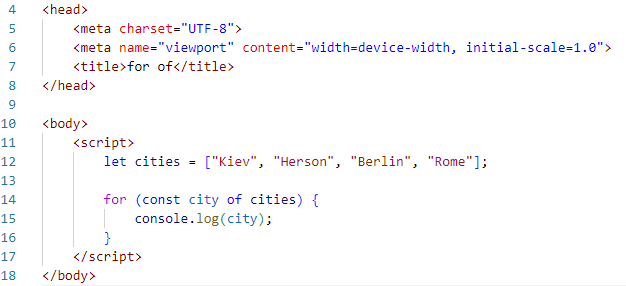 4 <head>
5     <meta charset="UTF-8">
6     <meta name="viewport" content="width=device-width, initial-scale=1.0">
7     <title>for of</title>
8 </head>
9
10 <body>
11     <script>
12         let cities = ["Kiev", "Herson", "Berlin", "Rome"];
13
14         for (const city of cities) {
15             console.log(city);
16         }
17     </script>
18 </body>